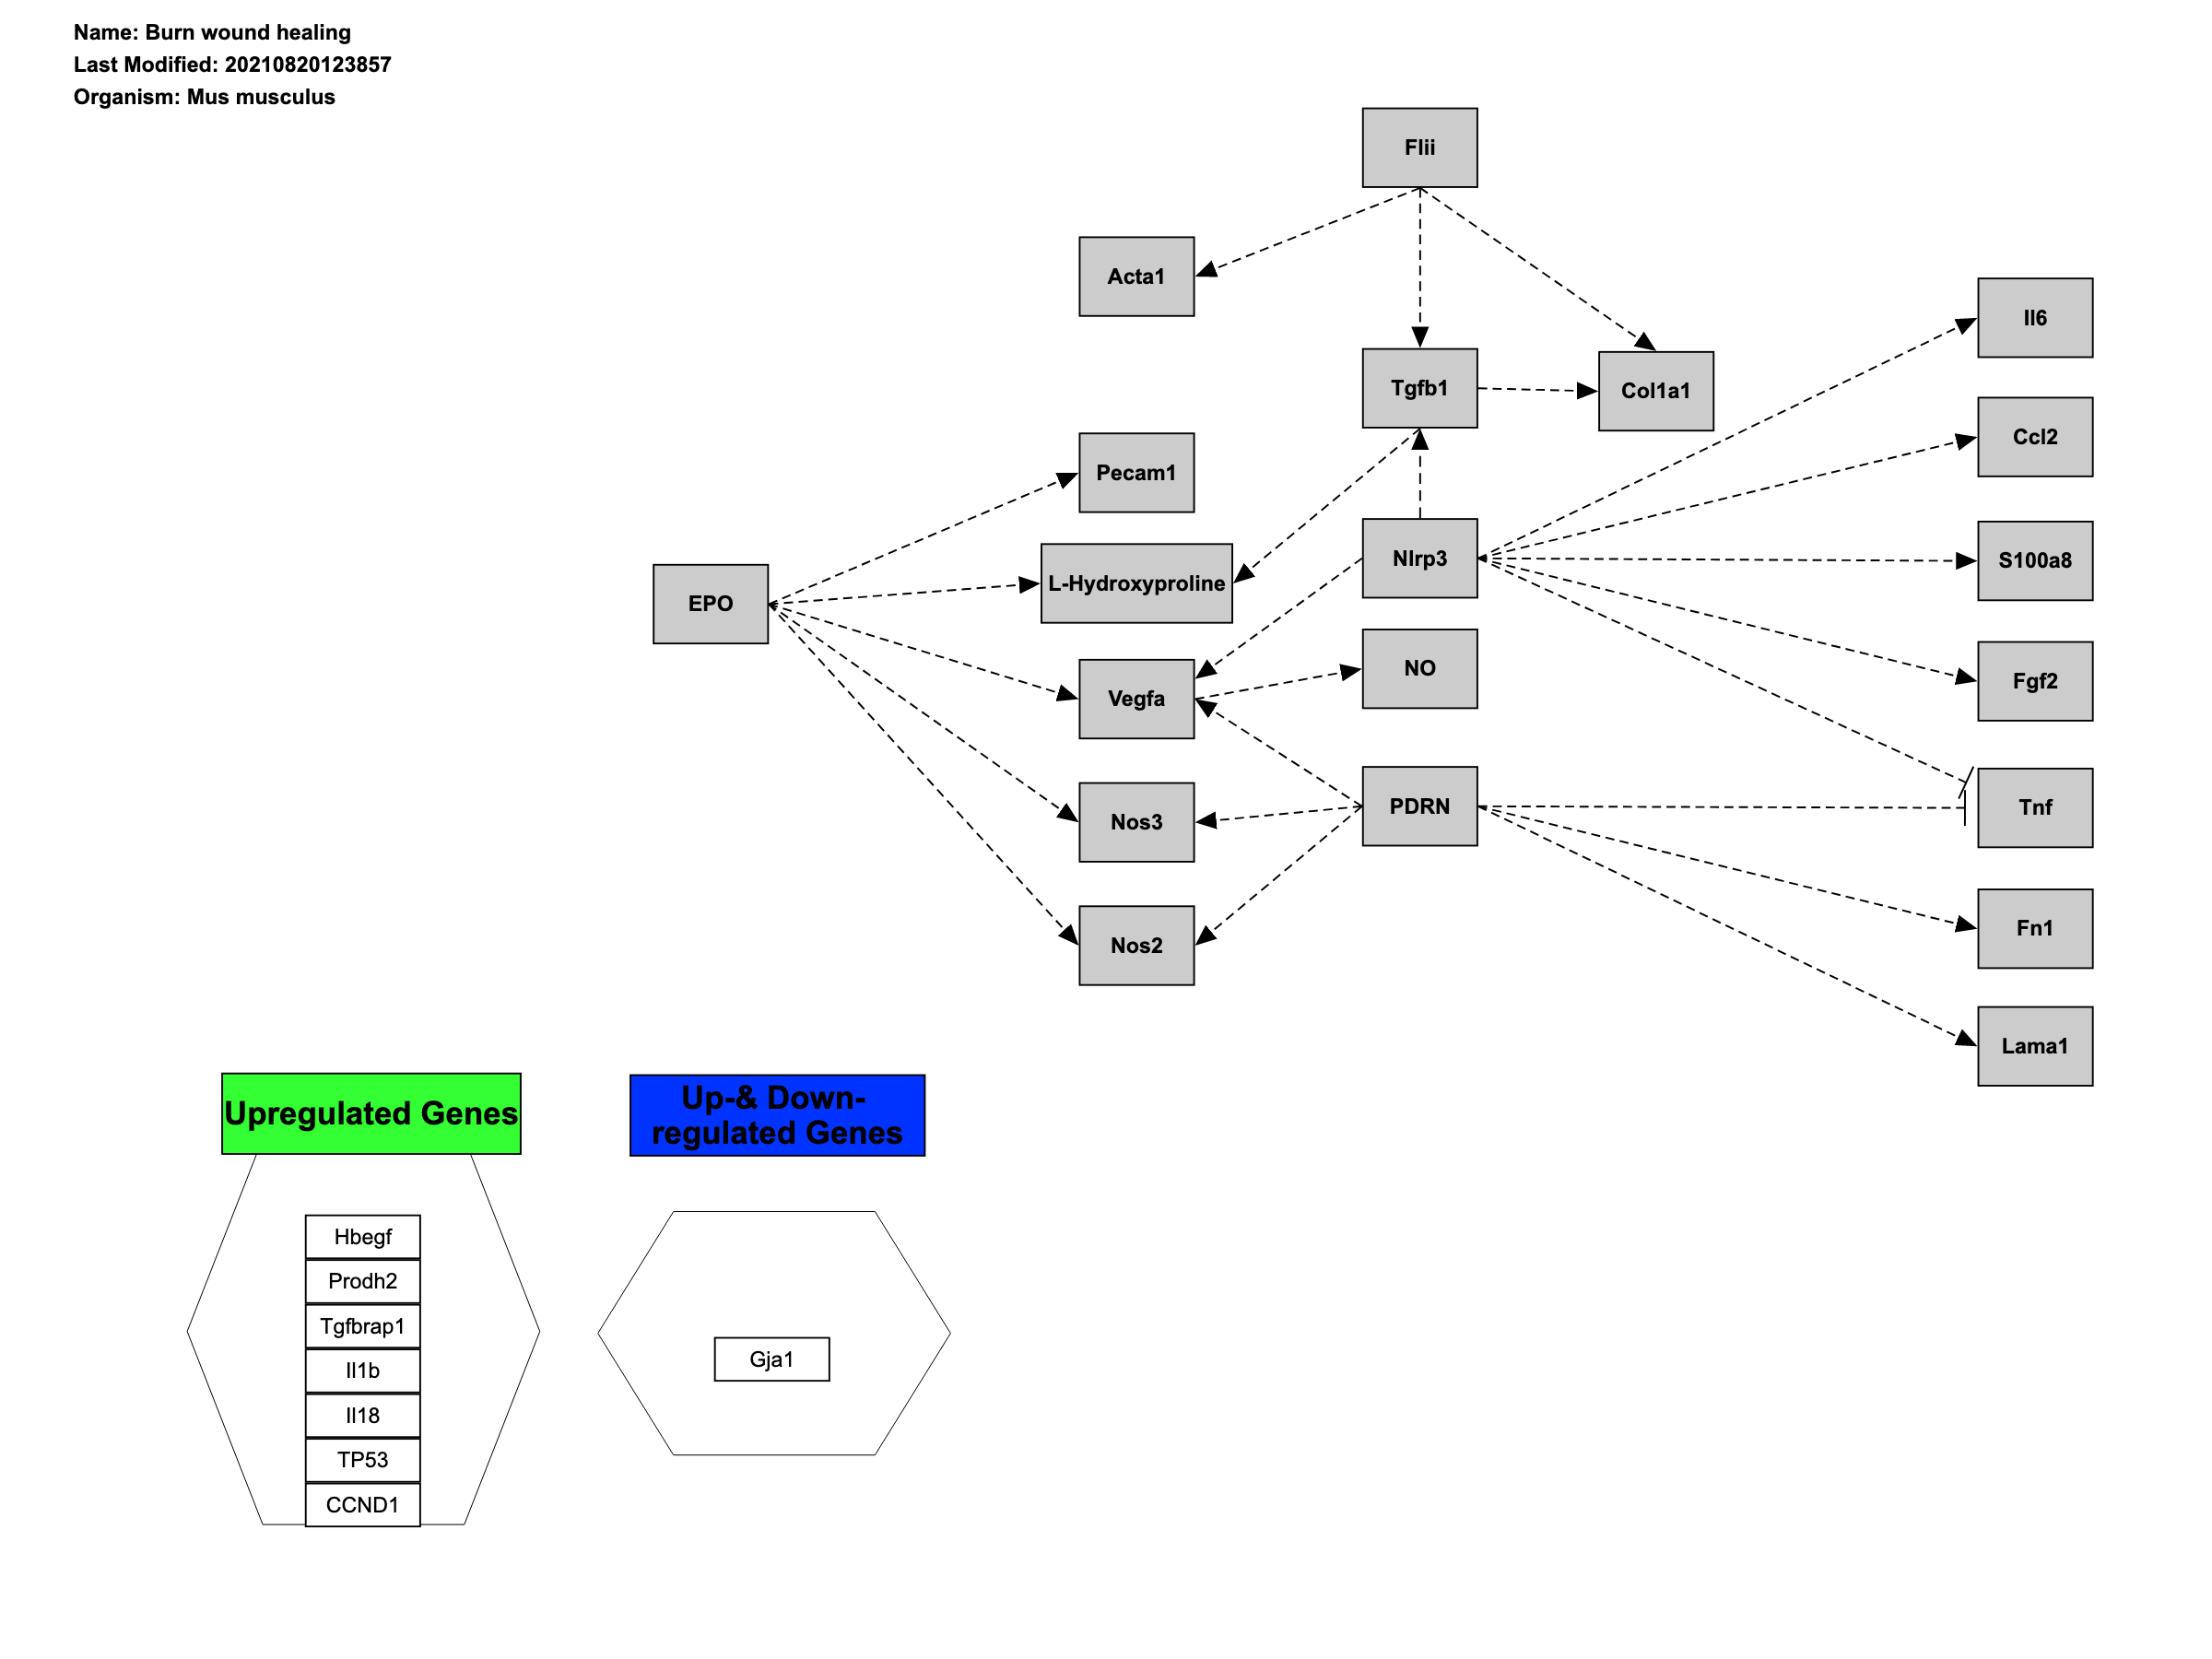 Name: Burn wound healing
Last Modified: 20210820123857
Organism: Mus musculus
Flii
Acta1
Il6
Tgfb1
Col1a1
Ccl2
Pecam1
Nlrp3
S100a8
L-Hydroxyproline
EPO
NO
Fgf2
Vegfa
PDRN
Tnf
Nos3
Fn1
Nos2
Lama1
Upregulated Genes
Up-& Down-
regulated Genes
Hbegf
Prodh2
Tgfbrap1
Il1b
Il18
TP53
CCND1
Gja1